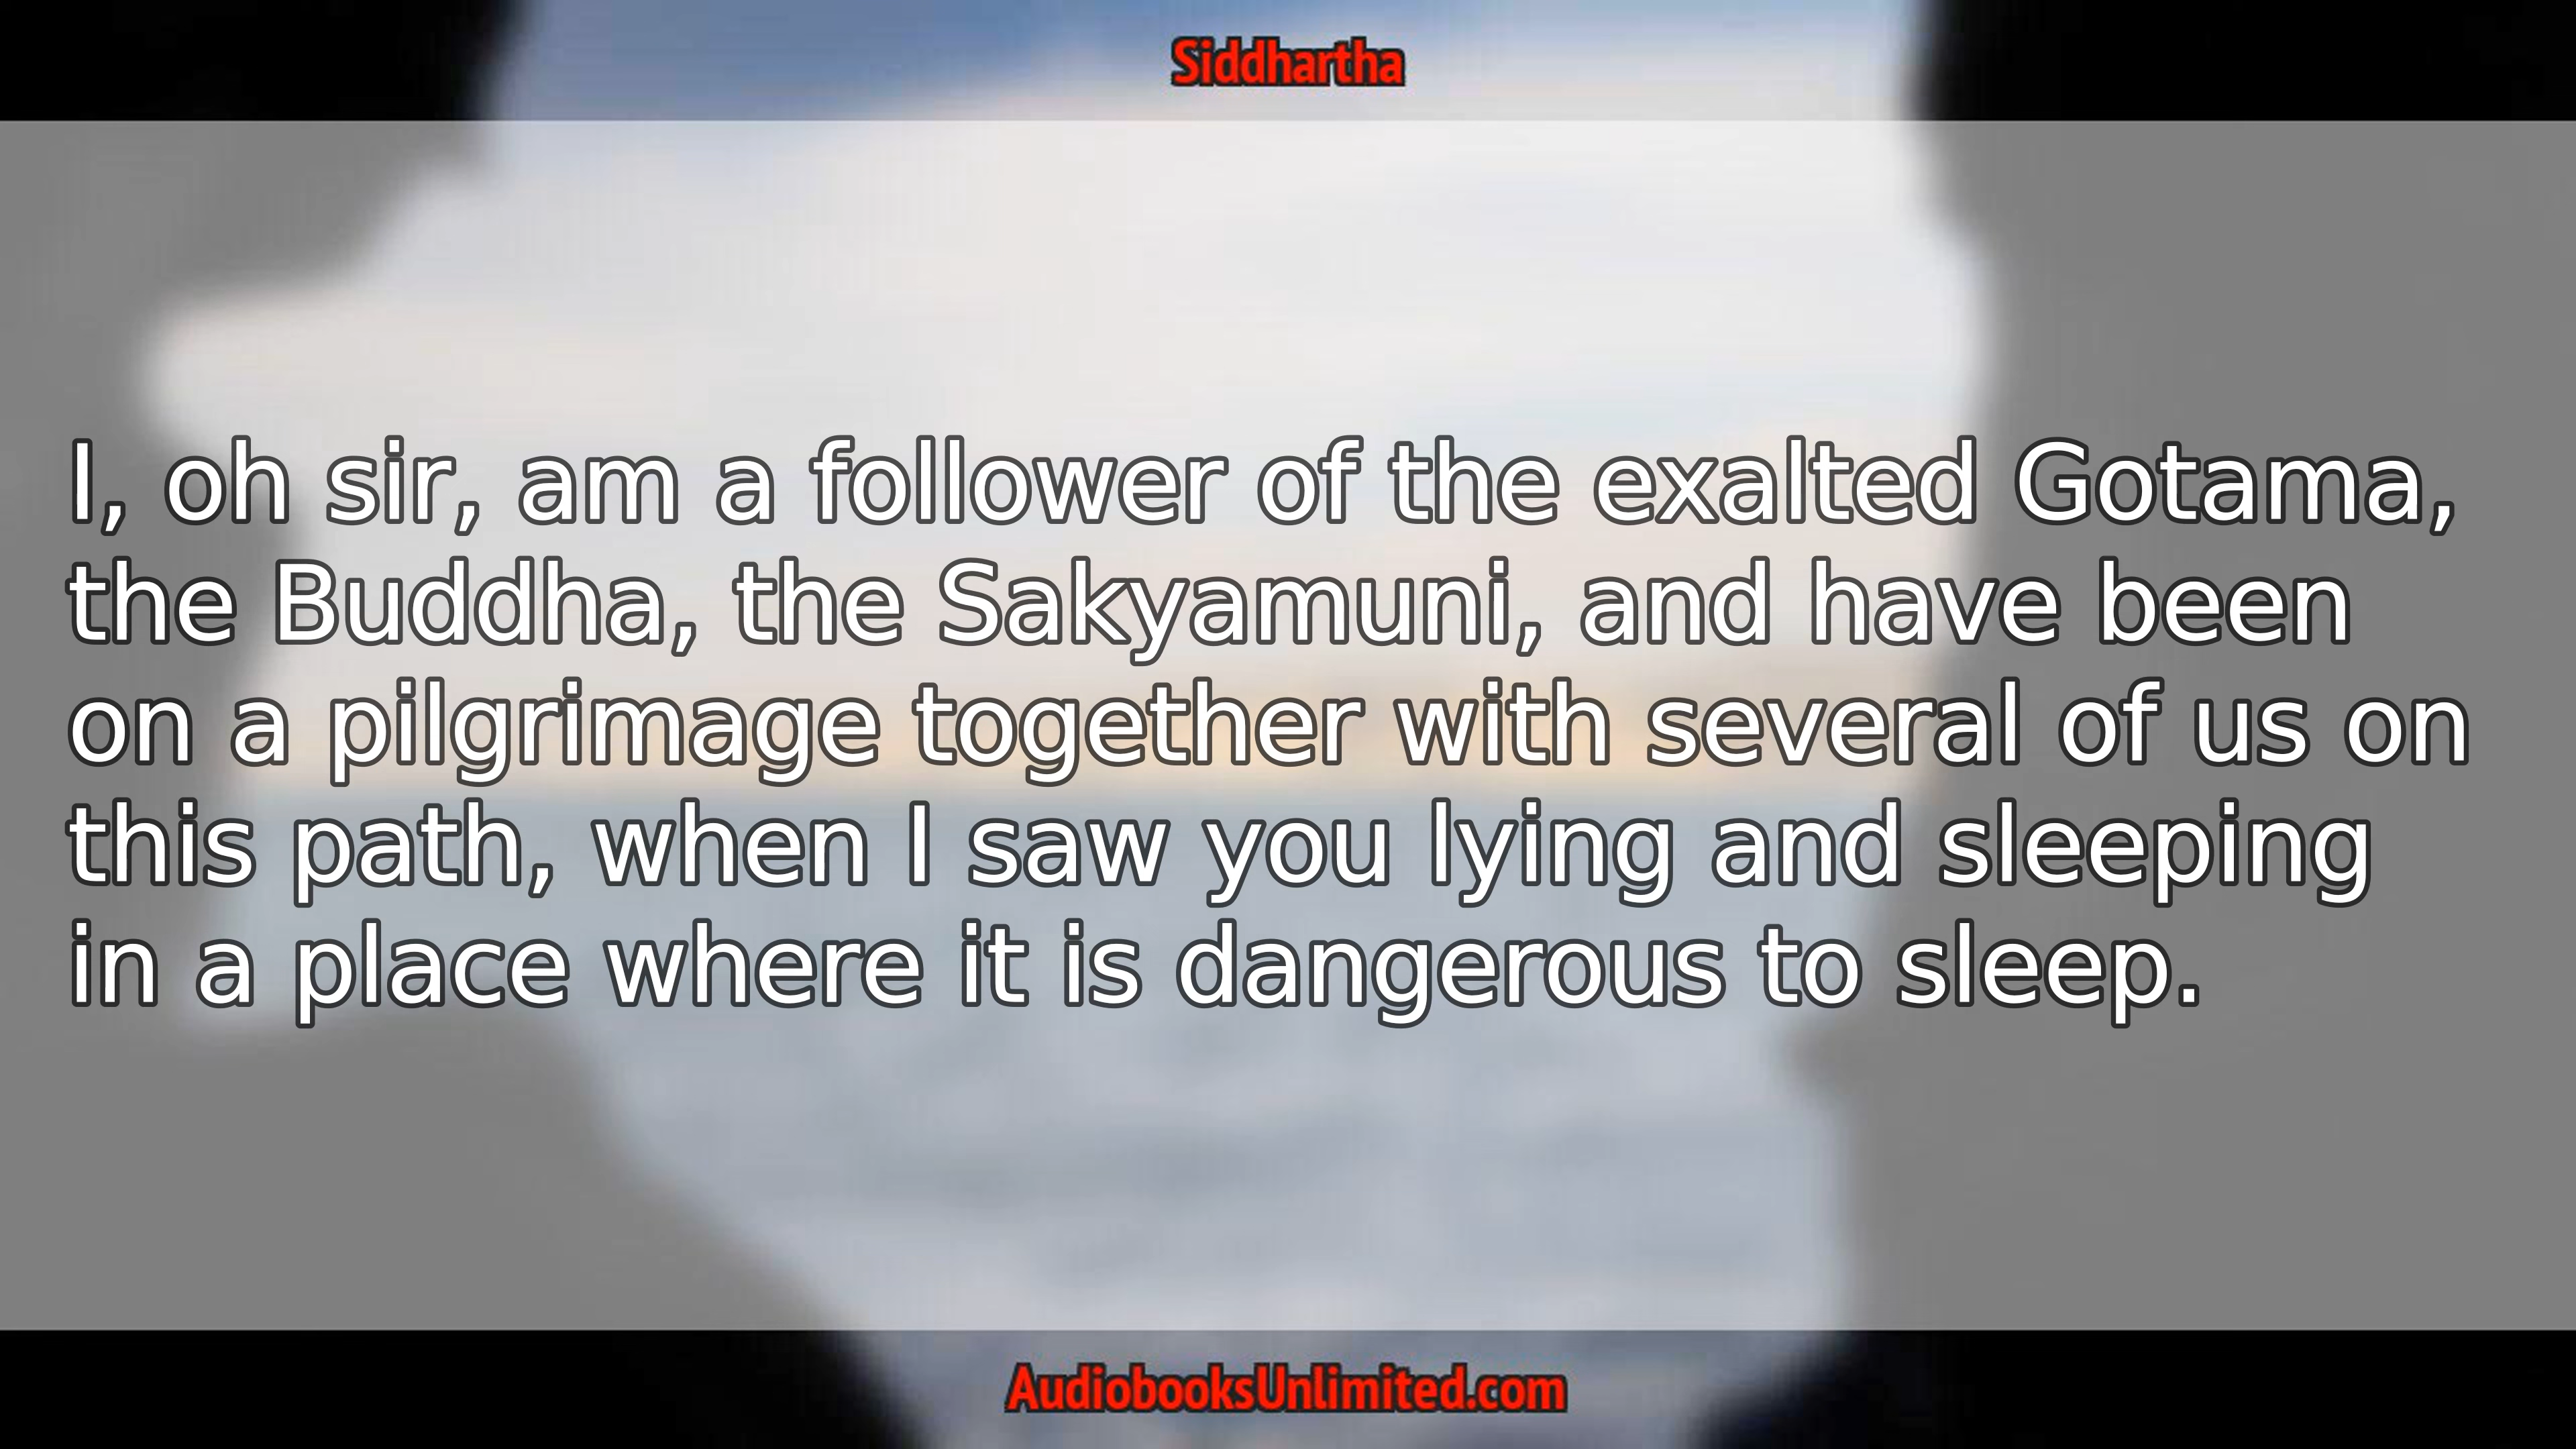 Siddhartha
I, oh sir, am a follower of the exalted Gotama,
the Buddha, the Sakyamuni, and have been
on a pilgrimage together with several of us on
this path, when I saw you lying and sleeping
in a place where it is dangerous to sleep.
AudiobooksUnlimited.com